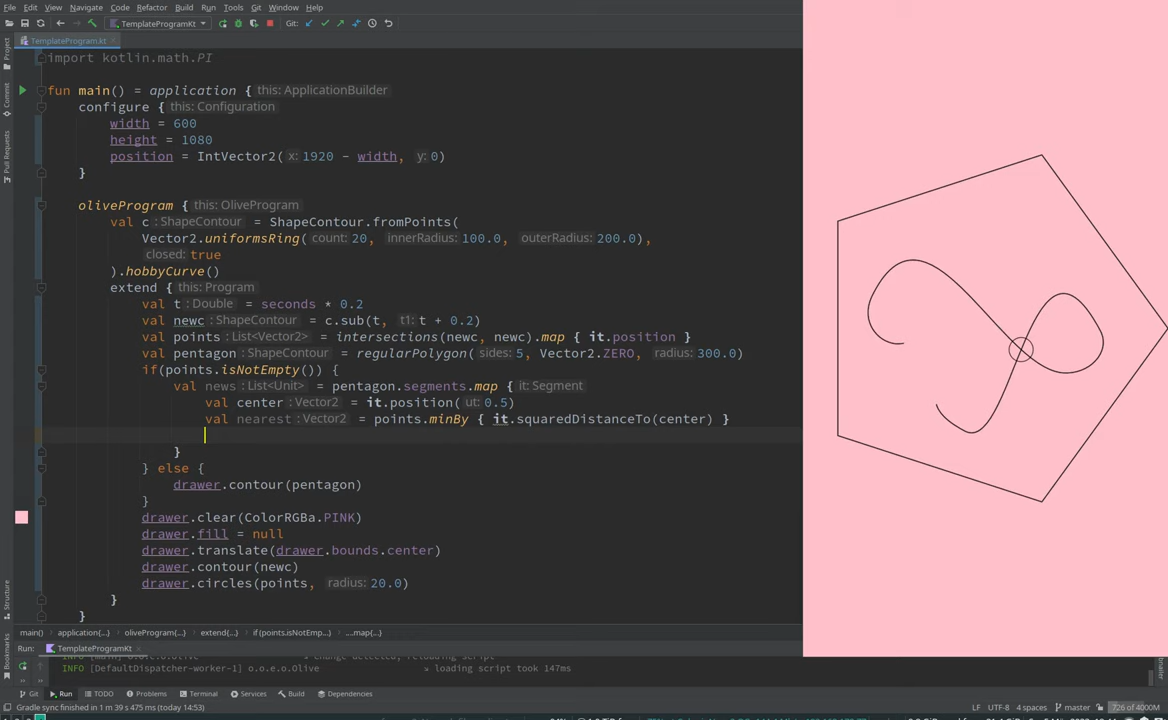 File Edit View Navigate Code Refactor Build Run Tools Git Window Help
TemplateProgramKt Git:
TemplateProgram.kt
Project
Commit
Pull Requests
import kotlin.math.PI
fun main() = application { this: ApplicationBuilder
configure { this: Configuration
width = 600
height = 1080
position = IntVector2( x: 1920 - width, y: 0)
}
oliveProgram { this: OliveProgram
val c : ShapeContour = ShapeContour.fromPoints(
Vector2.uniformsRing( count: 20, innerRadius: 100.0, outerRadius: 200.0),
closed: true
).hobbyCurve()
extend { this: Program
val t : Double = seconds * 0.2
val newc : ShapeContour = c.sub(t, t1: t + 0.2)
val points : List<Vector2> = intersections(newc, newc).map { it.position }
val pentagon : ShapeContour = regularPolygon( sides: 5, Vector2.ZERO, radius: 300.0)
if(points.isNotEmpty()) {
val news : List<Unit> = pentagon.segments.map { it: Segment
val center : Vector2 = it.position( ut: 0.5)
val nearest : Vector2 = points.minBy { it.squaredDistanceTo(center) }
}
} else {
drawer.contour(pentagon)
}
drawer.clear(ColorRGBa.PINK)
drawer.fill = null
drawer.translate(drawer.bounds.center)
drawer.contour(newc)
drawer.circles(points, radius: 20.0)
}
}
Structure
Bookmarks
main() application{...} oliveProgram{...} extend{...} if (points.isNotEmp... ....map{...}
Run: TemplateProgramKt
INFO [DefaultDispatcher-worker-1] o.o.e.o.Olive ↘ loading script took 147ms
Git Run TODO Problems Terminal Services Build Dependencies
Gradle sync finished in 1 m 39 s 475 ms (today 14:53) LF UTF-8 4 spaces master 726 of 4000M